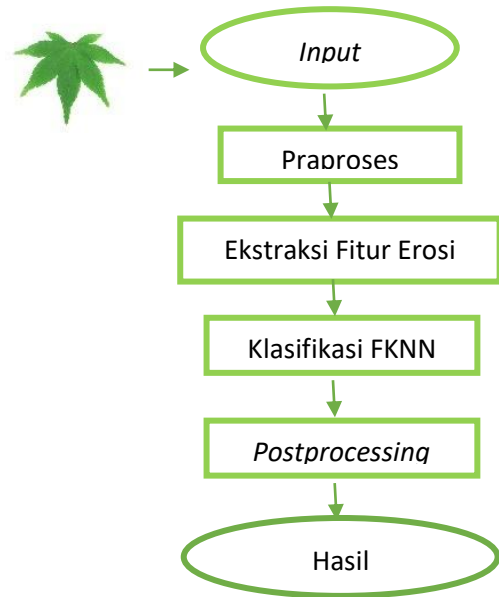 Input
Praproses
Ekstraksi Fitur Erosi
Klasifikasi FKNN
Postprocessing
Hasil